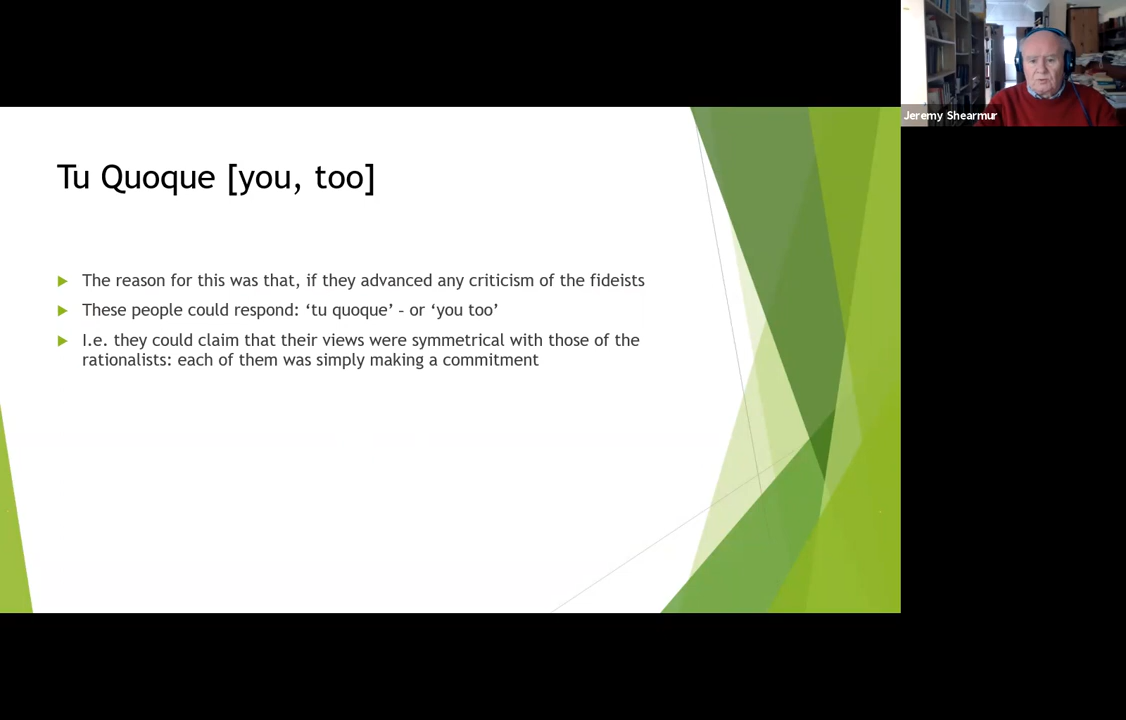 Jeremy Shearmur
Tu Quoque [you, too]
The reason for this was that, if they advanced any criticism of the fideists
These people could respond: ‘tu quoque’ - or ‘you too’
I.e. they could claim that their views were symmetrical with those of the
rationalists: each of them was simply making a commitment